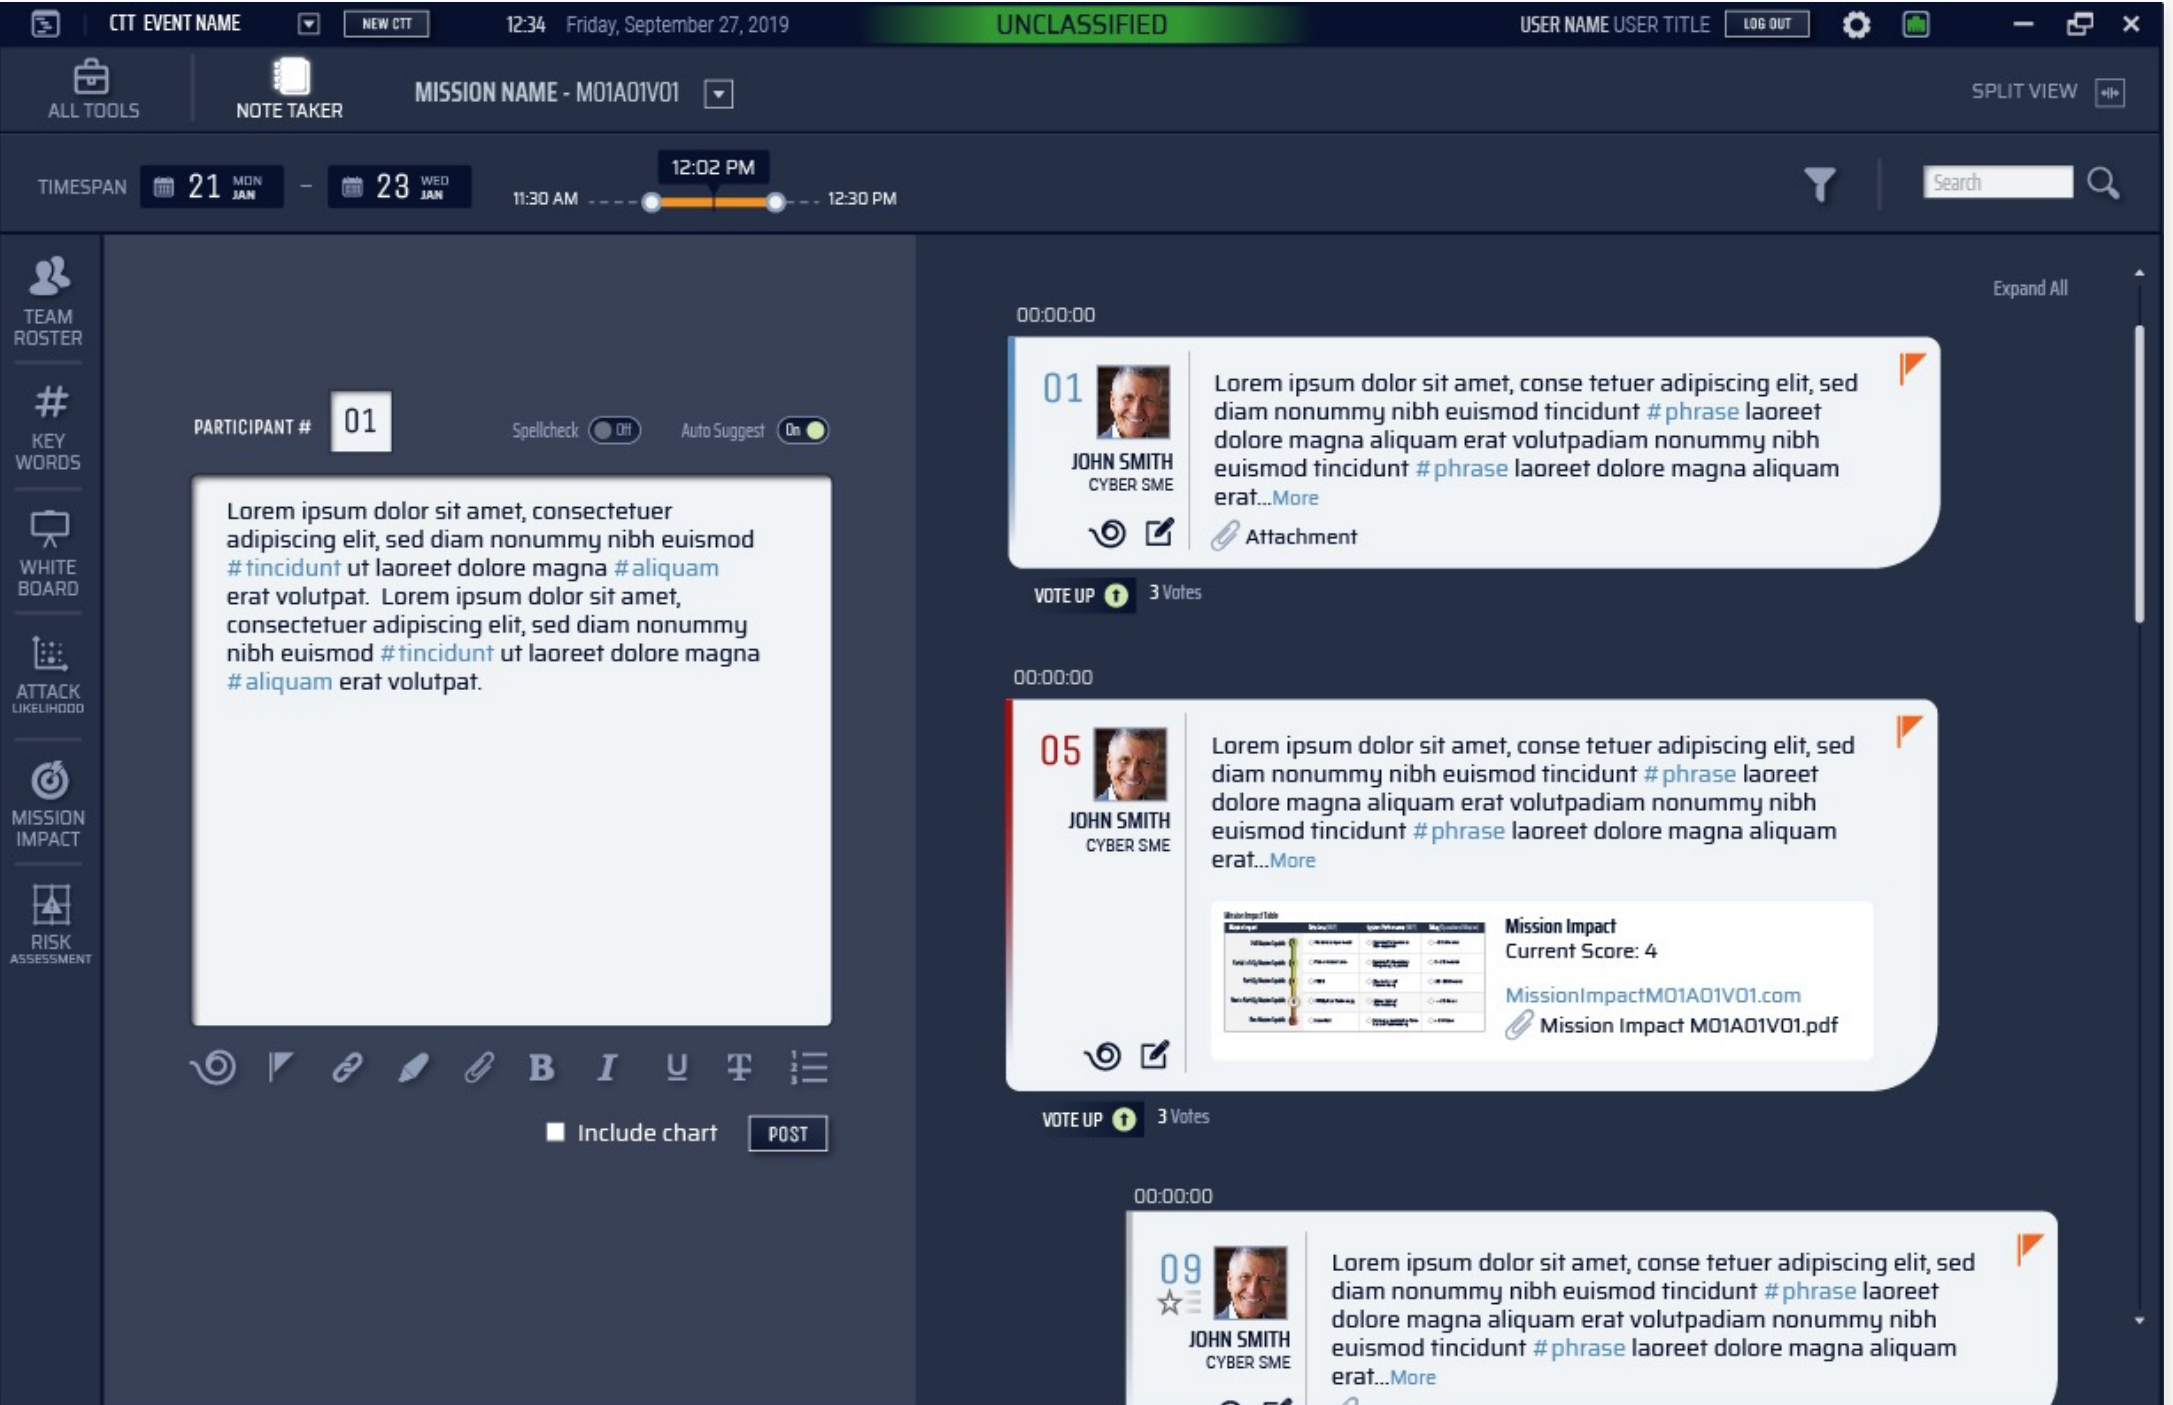 CTT EVENT NAME
NEW CTT
12:34 Friday, September 27, 2019
UNCLASSIFIED
USER NAME USER TITLE
LOG OUT
ALL TOOLS
NOTE TAKER
MISSION NAME - M01A01V01
SPLIT VIEW
TIMESPAN
21 MON JAN
–
23 WED JAN
11:30 AM
12:02 PM
12:30 PM
Search
TEAM
ROSTER
KEY
WORDS
WHITE
BOARD
ATTACK
LIKELIHOOD
MISSION
IMPACT
RISK
ASSESSMENT
PARTICIPANT #
01
Spellcheck
Off
Auto Suggest
On
Lorem ipsum dolor sit amet, consectetuer
adipiscing elit, sed diam nonummy nibh euismod
#tincidunt ut laoreet dolore magna #aliquam
erat volutpat. Lorem ipsum dolor sit amet,
consectetuer adipiscing elit, sed diam nonummy
nibh euismod #tincidunt ut laoreet dolore magna
#aliquam erat volutpat.
B I U T
Include chart
POST
Expand All
00:00:00
01
JOHN SMITH
CYBER SME
Lorem ipsum dolor sit amet, conse tetuer adipiscing elit, sed
diam nonummy nibh euismod tincidunt #phrase laoreet
dolore magna aliquam erat volutpadiam nonummy nibh
euismod tincidunt #phrase laoreet dolore magna aliquam
erat...More
Attachment
VOTE UP
3 Votes
00:00:00
05
JOHN SMITH
CYBER SME
Lorem ipsum dolor sit amet, conse tetuer adipiscing elit, sed
diam nonummy nibh euismod tincidunt #phrase laoreet
dolore magna aliquam erat volutpadiam nonummy nibh
euismod tincidunt #phrase laoreet dolore magna aliquam
erat...More
Mission Impact Table
Mission Impact
Current Score: 4
MissionImpactM01A01V01.com
Mission Impact M01A01V01.pdf
VOTE UP
3 Votes
00:00:00
09
JOHN SMITH
CYBER SME
Lorem ipsum dolor sit amet, conse tetuer adipiscing elit, sed
diam nonummy nibh euismod tincidunt #phrase laoreet
dolore magna aliquam erat volutpadiam nonummy nibh
euismod tincidunt #phrase laoreet dolore magna aliquam
erat...More